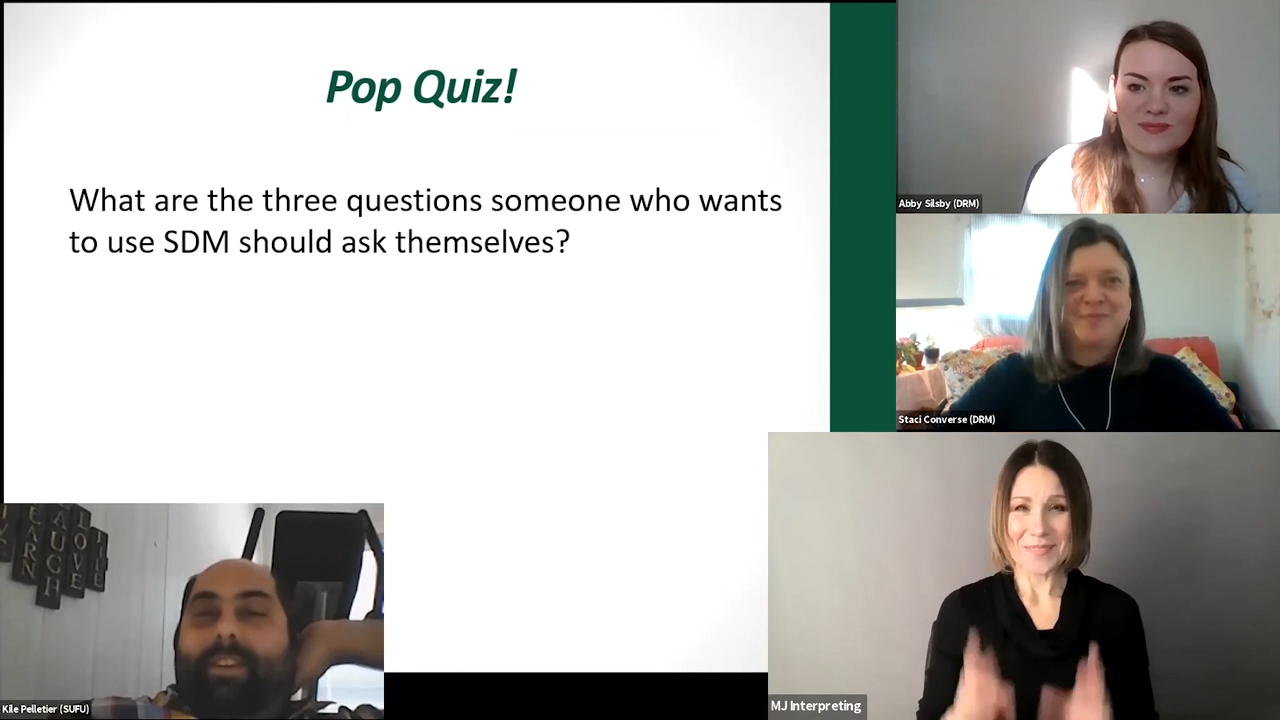 Pop Quiz!
What are the three questions someone who wants
to use SDM should ask themselves?
Abby Silsby (DRM)
Staci Converse (DRM)
MJ Interpreting
Kile Pelletier (SUFU)
LOVE